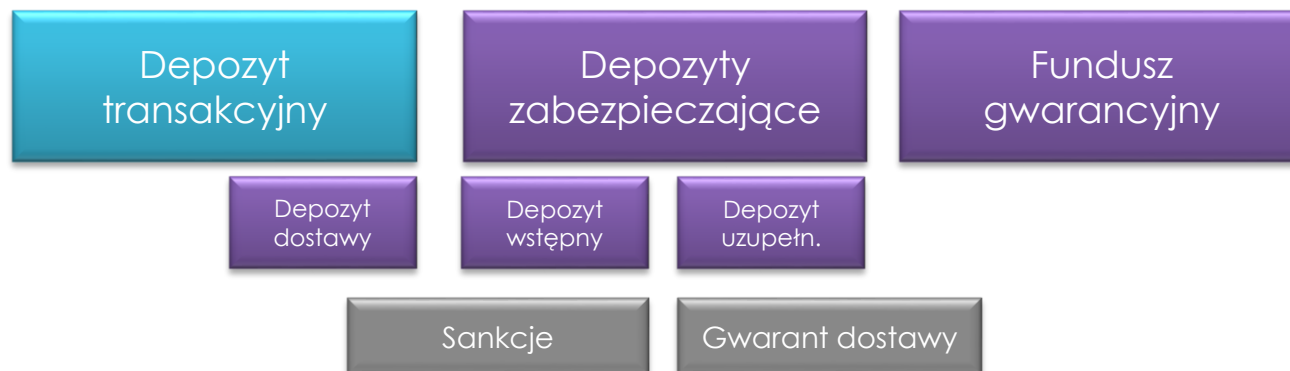 Depozyt
transakcyjny
Depozyty
zabezpieczające
Fundusz
gwarancyjny
Depozyt
dostawy
Depozyt
wstępny
Depozyt
uzupełn.
Sankcje
Gwarant dostawy